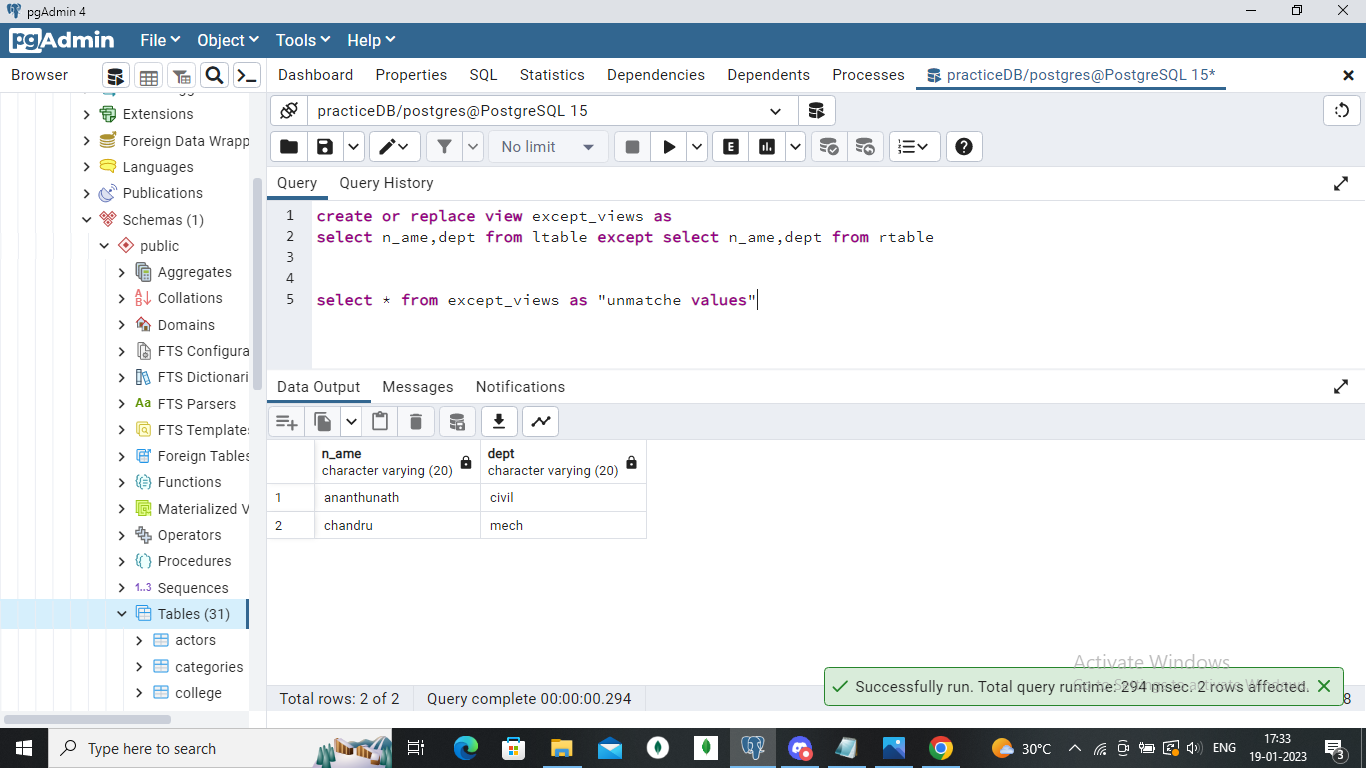 pgAdmin 4
pgAdmin File Object Tools Help
Browser
Dashboard Properties SQL Statistics Dependencies Dependents Processes practiceDB/postgres@PostgreSQL 15*
practiceDB/postgres@PostgreSQL 15
No limit
E
Query Query History
1 create or replace view except_views as
2 select n_ame,dept from ltable except select n_ame,dept from rtable
3
4
5 select * from except_views as "unmatche values"
Extensions
Foreign Data Wrapp
Languages
Publications
Schemas (1)
public
Aggregates
Collations
Domains
FTS Configura
FTS Dictionari
Aa FTS Parsers
FTS Template
Foreign Tables
Functions
Materialized V
Operators
Procedures
1..3 Sequences
Tables (31)
actors
categories
college
Data Output Messages Notifications
n_ame dept
character varying (20) character varying (20)
1 ananthunath civil
2 chandru mech
Activate Windows
Successfully run. Total query runtime: 294 msec. 2 rows affected.
Total rows: 2 of 2 Query complete 00:00:00.294
8
Type here to search
30°C ENG 17:33
19-01-2023
3